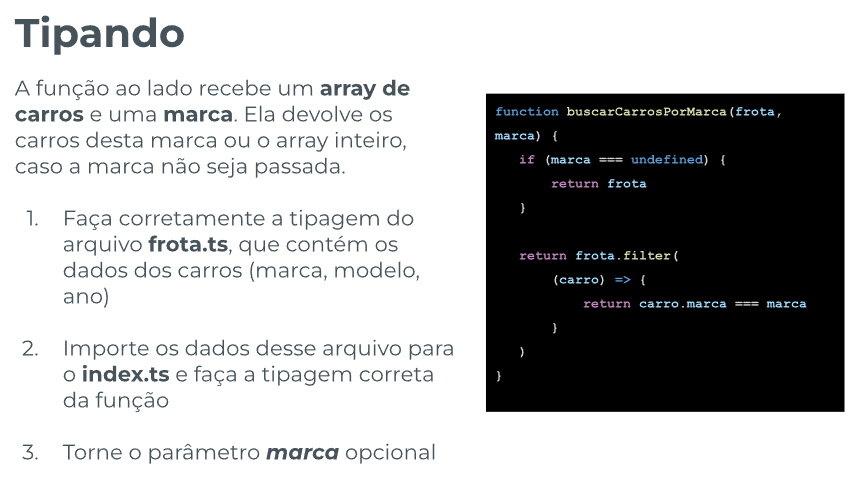 Tipando
A função ao lado recebe um array de
carros e uma marca. Ela devolve os
carros desta marca ou o array inteiro,
caso a marca não seja passada.
1. Faça corretamente a tipagem do
arquivo frota.ts, que contém os
dados dos carros (marca, modelo,
ano)
2. Importe os dados desse arquivo para
o index.ts e faça a tipagem correta
da função
3. Torne o parâmetro marca opcional
function buscarCarrosPorMarca(frota,
marca) {
if (marca === undefined) {
return frota
}
return frota.filter(
(carro) => {
return carro.marca === marca
}
)
}